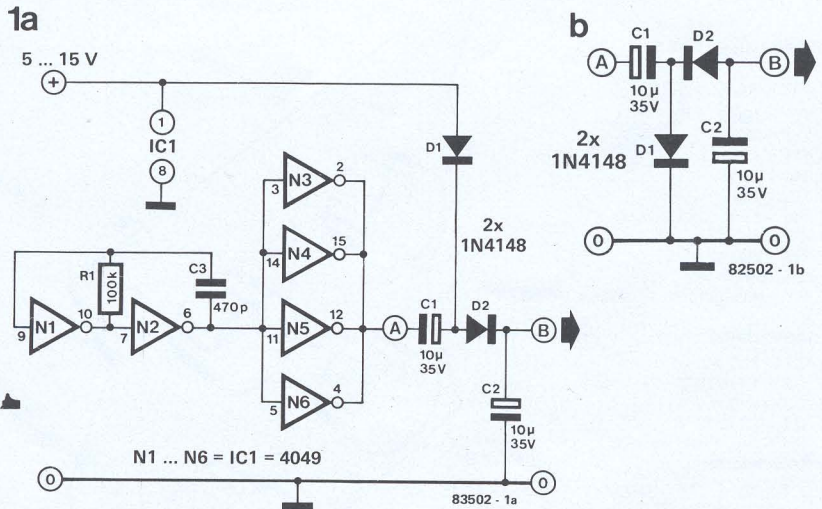 1a
5 ... 15 V
+
1
IC1
8
D1
2x
1N4148
N3
3
2
N4
14
15
R1
100k
C3
470p
N1
9
10
N2
7
6
N5
11
12
A
C1
10µ
35V
D2
B
N6
5
4
C2
10µ
35V
N1 ... N6 = IC1 = 4049
0
0
83502 - 1a
b
A
C1
10µ
35V
D2
B
2x
1N4148
D1
C2
10µ
35V
0
0
82502 - 1b